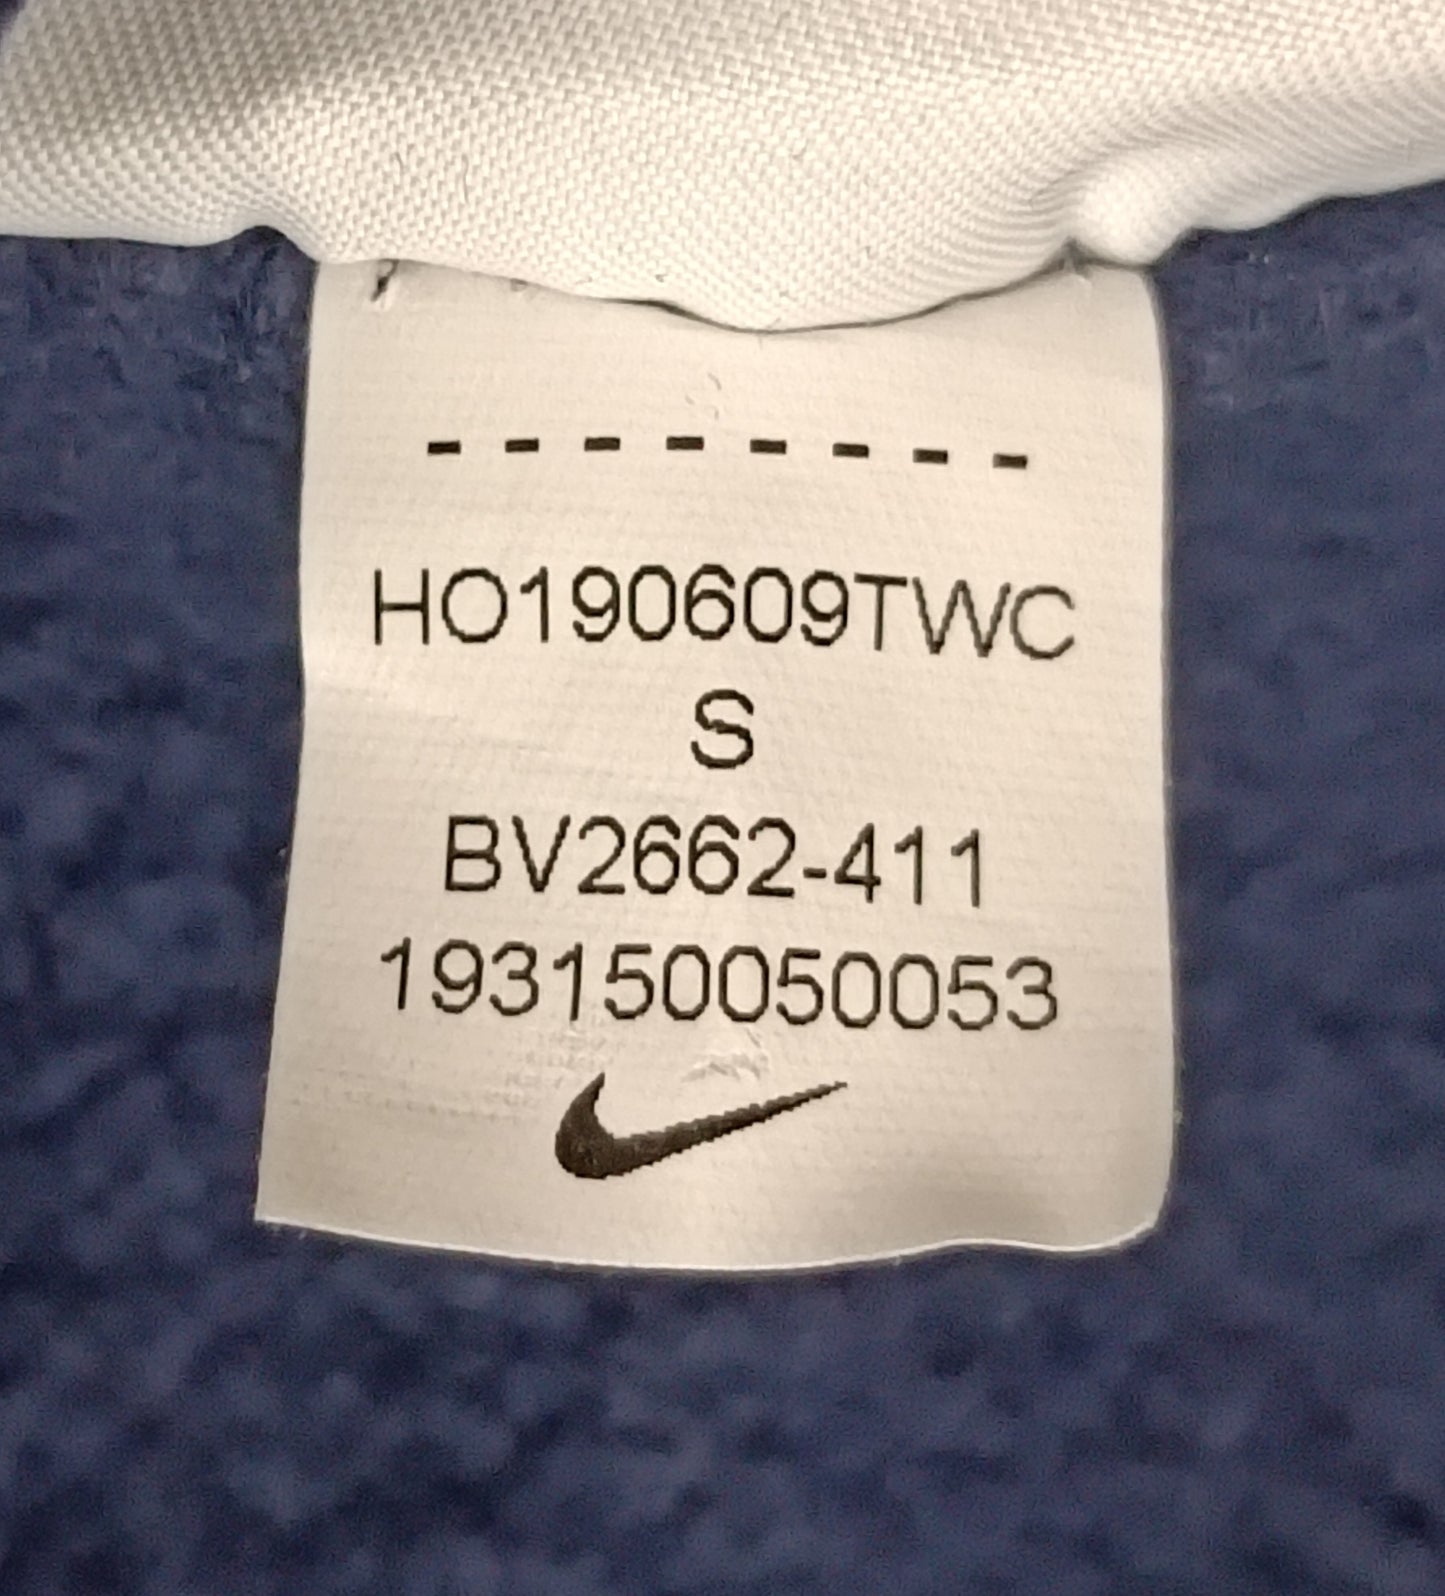 --------
HO190609TWC
S
BV2662-411
193150050053